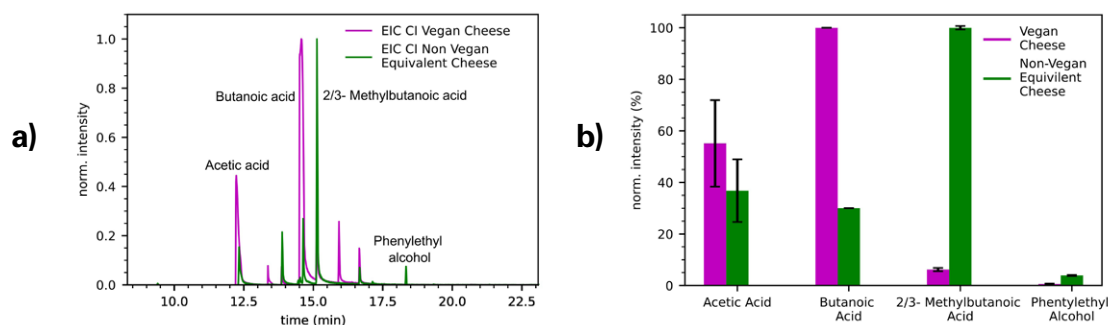 a)
norm. intensity
1.0
0.8
0.6
0.4
0.2
0.0
EIC CI Vegan Cheese
EIC CI Non Vegan
Equivalent Cheese
Butanoic acid
2/3- Methylbutanoic acid
Acetic acid
Phenylethyl
alcohol
10.0 12.5 15.0 17.5 20.0 22.5
time (min)
b)
norm. intensity (%)
100
80
60
40
20
0
Vegan
Cheese
Non-Vegan
Equivilent
Cheese
Acetic Acid
Butanoic
Acid
2/3- Methylbutanoic
Acid
Phentylethyl
Alcohol